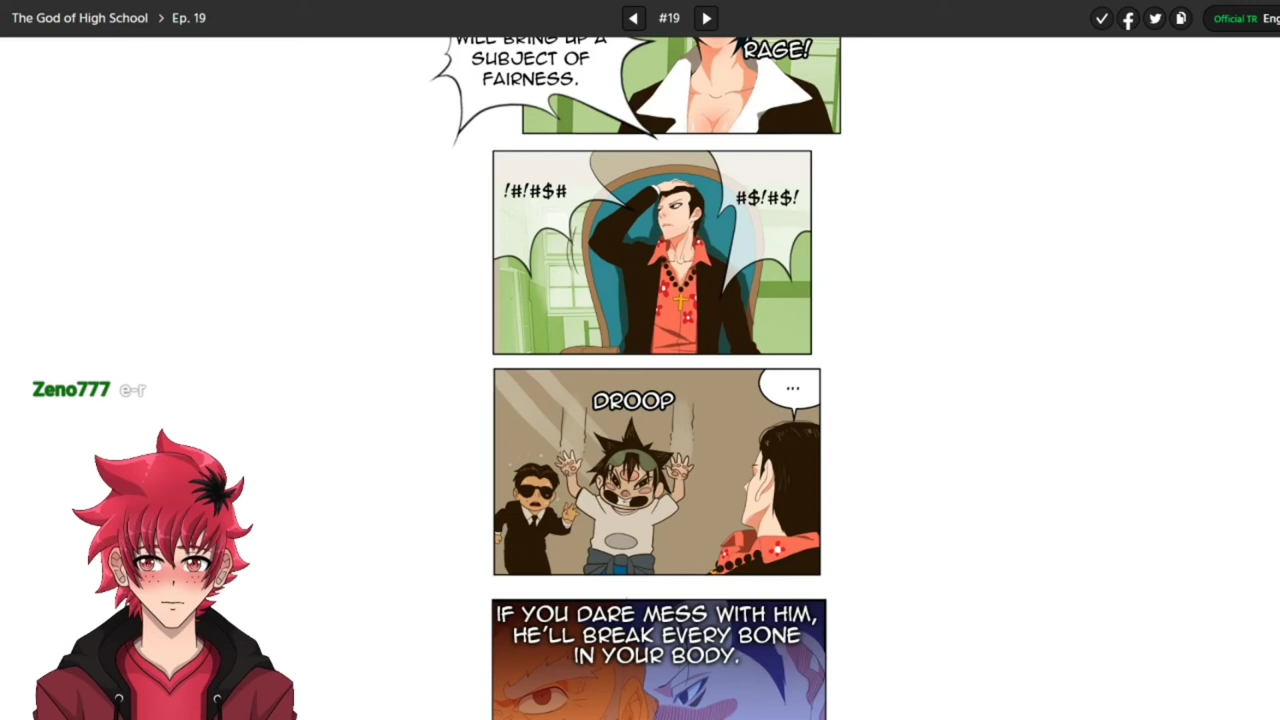 The God of High School > Ep. 19
#19
Official TR Eng
WILL BRING UP A
SUBJECT OF
FAIRNESS.
RAGE!
!#!#$#
#$!#$!
DROOP
...
Zeno777 e-r
IF YOU DARE MESS WITH HIM,
HE'LL BREAK EVERY BONE
IN YOUR BODY.